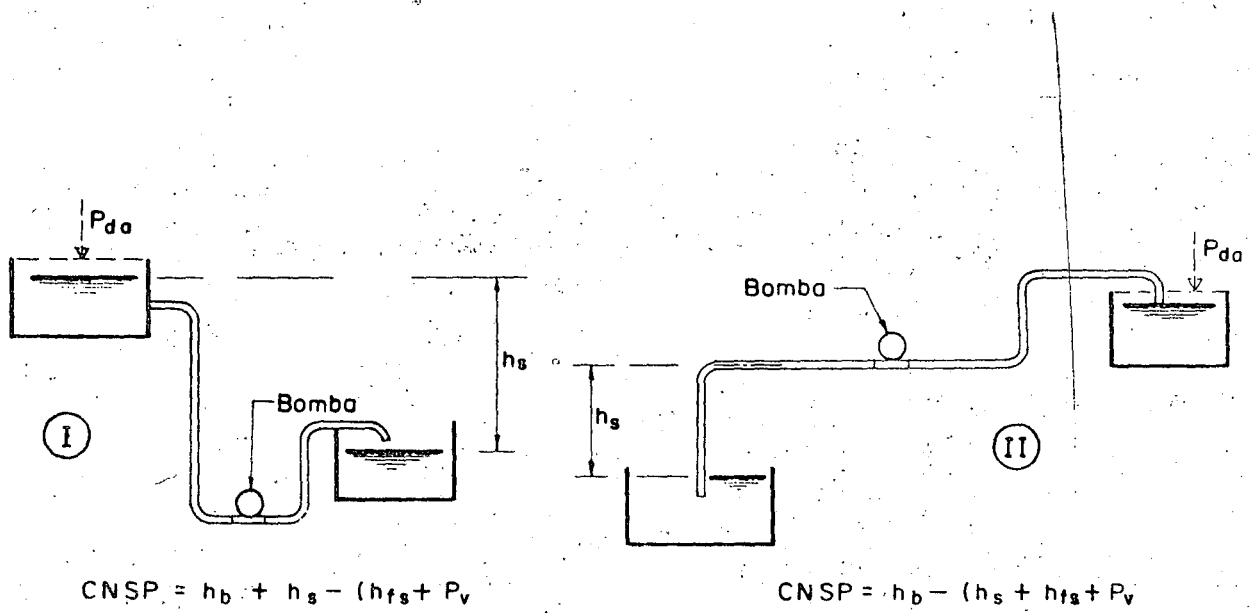 Pda
hs
Bomba
I
CNSP = hb + hs - (hfs + Pv
Pda
Bomba
hs
II
CNSP = hb - (hs + hfs + Pv